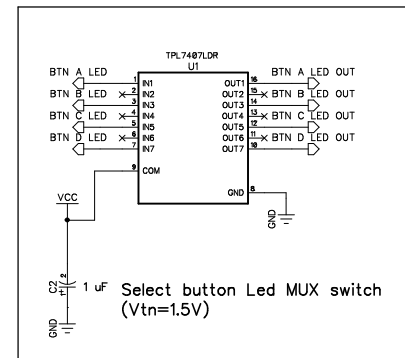 TPL7407LDR
U1
BTN A LED 1 IN1 OUT1 16 BTN A LED OUT
BTN B LED 2 IN2 OUT2 15 BTN B LED OUT
3 IN3 OUT3 14
BTN C LED 4 IN4 OUT4 13 BTN C LED OUT
5 IN5 OUT5 12
BTN D LED 6 IN6 OUT6 11 BTN D LED OUT
7 IN7 OUT7 10
9 COM
GND 8
VCC
GND
C2 1 2 + 1 uF
Select button Led MUX switch
(Vtn=1.5V)
GND